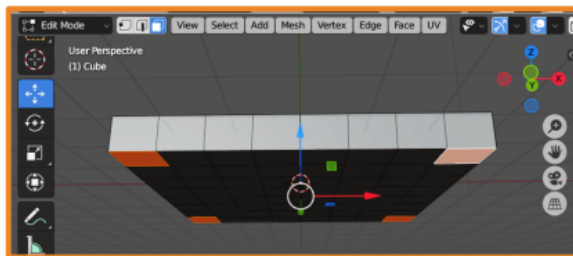 Edit Mode View Select Add Mesh Vertex Edge Face UV
User Perspective
(1) Cube
Z
X
Y